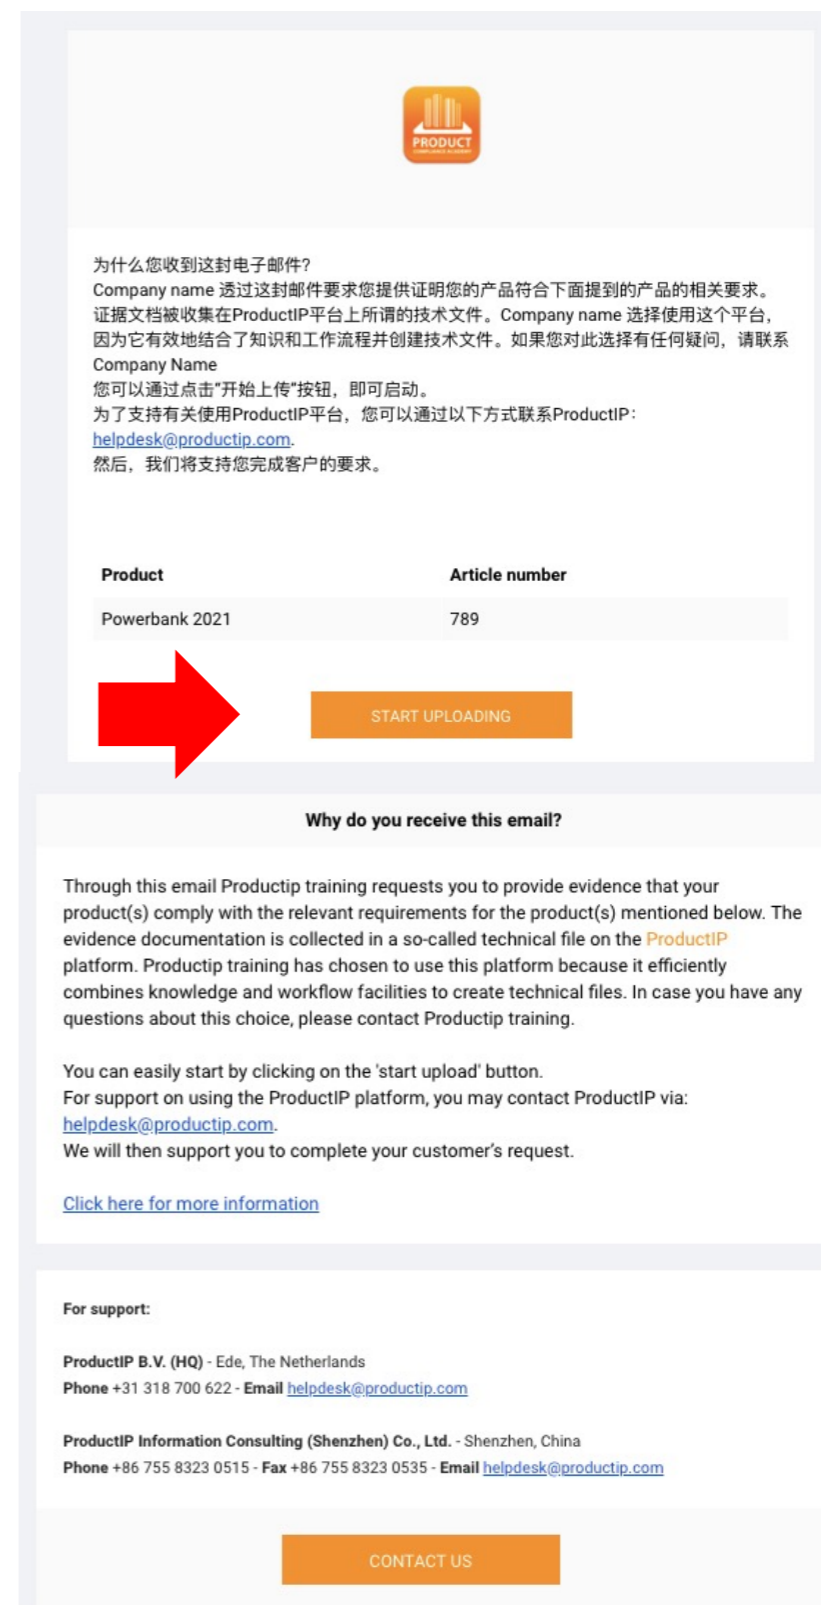 PRODUCT
COMPLIANCE ACADEMY
为什么您收到这封电子邮件?
Company name 透过这封邮件要求您提供证明您的产品符合下面提到的产品的相关要求。
证据文档被收集在ProductIP平台上所谓的技术文件。Company name 选择使用这个平台，
因为它有效地结合了知识和工作流程并创建技术文件。如果您对此选择有任何疑问，请联系
Company Name
您可以通过点击“开始上传”按钮，即可启动。
为了支持有关使用ProductIP平台，您可以通过以下方式联系ProductIP：
helpdesk@productip.com.
然后，我们将支持您完成客户的要求。
Product Article number
Powerbank 2021 789
START UPLOADING
Why do you receive this email?
Through this email Productip training requests you to provide evidence that your
product(s) comply with the relevant requirements for the product(s) mentioned below. The
evidence documentation is collected in a so-called technical file on the ProductIP
platform. Productip training has chosen to use this platform because it efficiently
combines knowledge and workflow facilities to create technical files. In case you have any
questions about this choice, please contact Productip training.
You can easily start by clicking on the 'start upload' button.
For support on using the ProductIP platform, you may contact ProductIP via:
helpdesk@productip.com.
We will then support you to complete your customer's request.
Click here for more information
For support:
ProductIP B.V. (HQ) - Ede, The Netherlands
Phone +31 318 700 622 - Email helpdesk@productip.com
ProductIP Information Consulting (Shenzhen) Co., Ltd. - Shenzhen, China
Phone +86 755 8323 0515 - Fax +86 755 8323 0535 - Email helpdesk@productip.com
CONTACT US